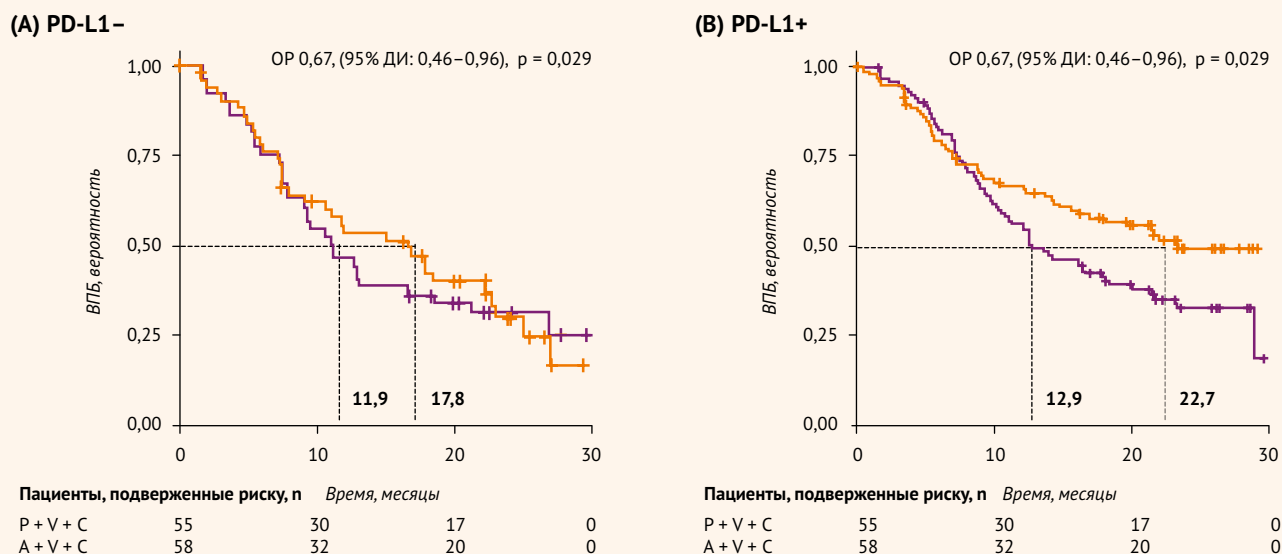 (A) PD-L1−
ОР 0,67, (95% ДИ: 0,46–0,96), p = 0,029
1,00
0,75
0,50
0,25
0,00
ВПБ, вероятность
11,9 17,8
0 10 20 30
Пациенты, подверженные риску, n Время, месяцы
P + V + C 55 30 17 0
A + V + C 58 32 20 0
(B) PD-L1+
ОР 0,67, (95% ДИ: 0,46–0,96), p = 0,029
1,00
0,75
0,50
0,25
0,00
ВПБ, вероятность
12,9 22,7
0 10 20 30
Пациенты, подверженные риску, n Время, месяцы
P + V + C 55 30 17 0
A + V + C 58 32 20 0